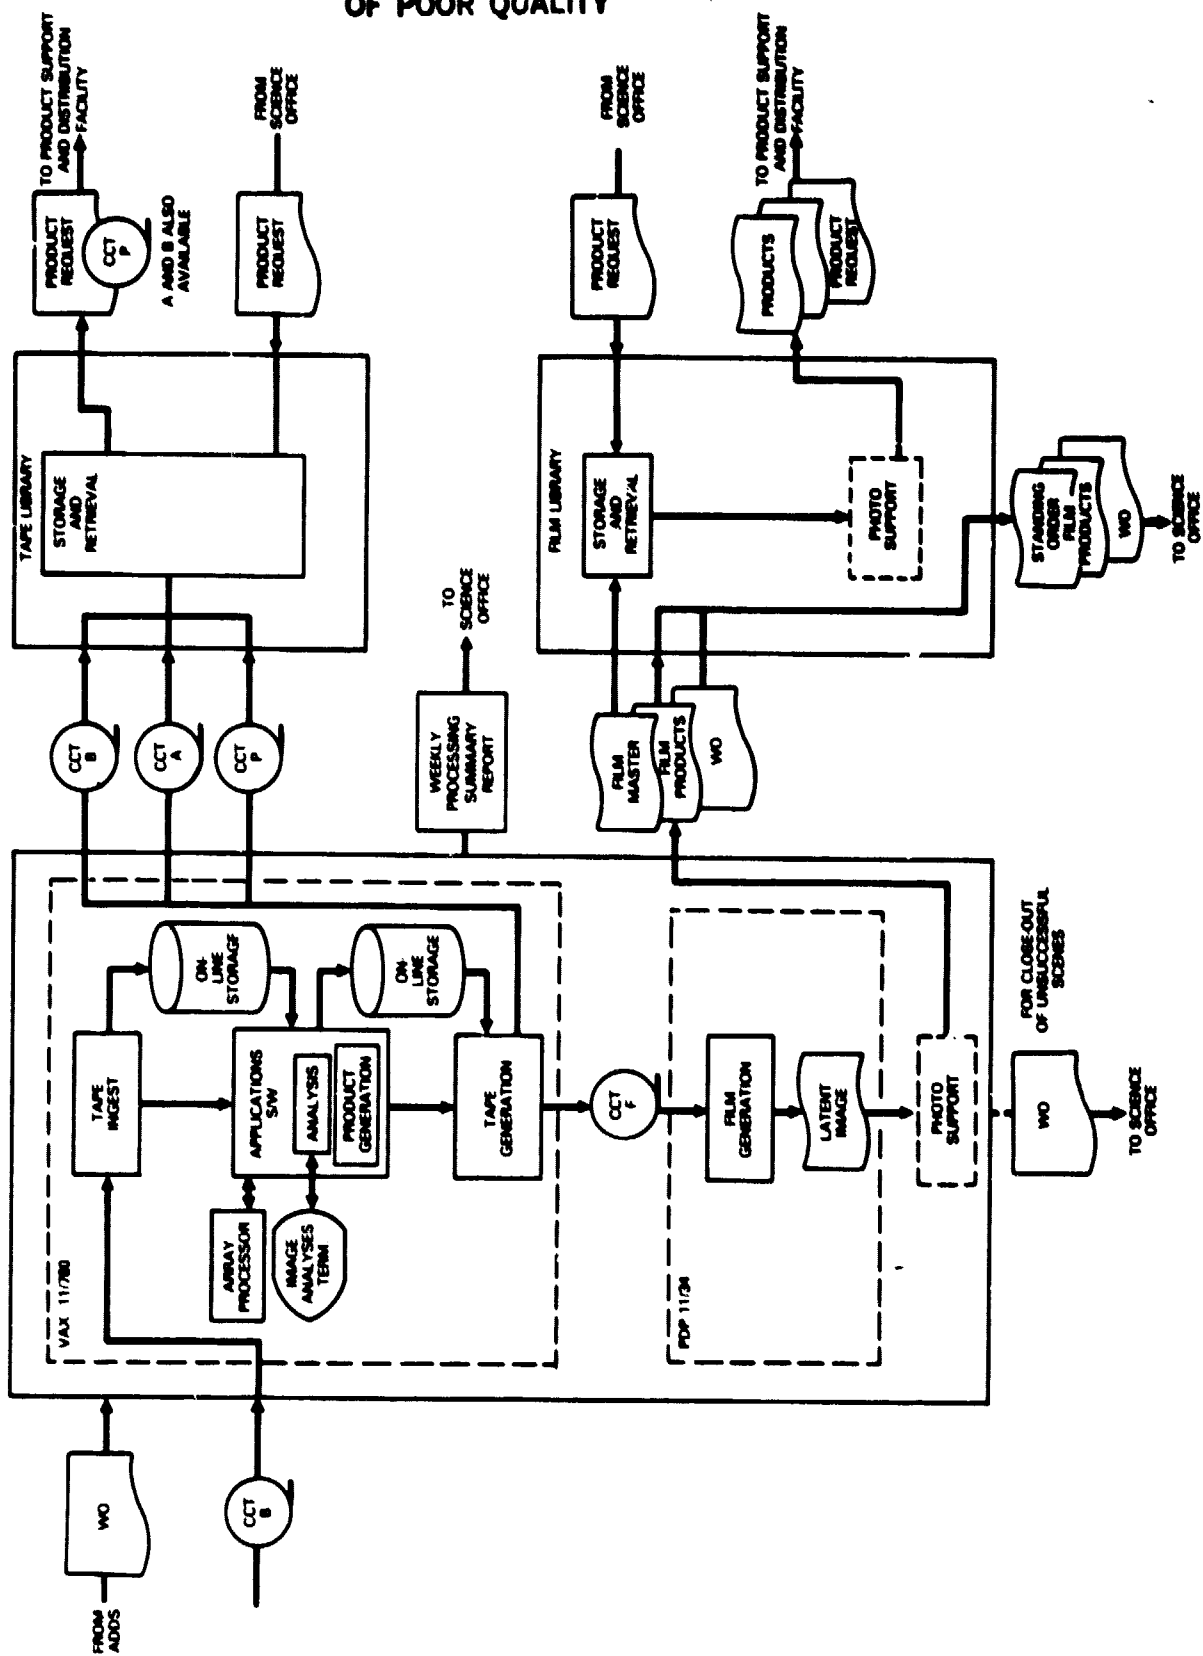 OF POOR QUALITY
FROM
ADDS
WO
CCT
B
VAX 11/780
TAPE
INGEST
ON-
LINE
STORAGE
ARRAY
PROCESSOR
IMAGE
ANALYSES
TERM
APPLICATIONS
S/W
ANALYSIS
PRODUCT
GENERATION
ON-
LINE
STORAGE
TAPE
GENERATION
CCT
F
PDP 11/34
FILM
GENERATION
LATENT
IMAGE
PHOTO
SUPPORT
WO
TO SCIENCE
OFFICE
FOR CLOSE-OUT
OF UNSUCCESSFUL
SCENES
CCT
B
CCT
A
CCT
P
WEEKLY
PROCESSING
SUMMARY
REPORT
TO
SCIENCE
OFFICE
FILM
MASTER
FILM
PRODUCTS
WO
TAPE LIBRARY
STORAGE
AND
RETRIEVAL
PRODUCT
REQUEST
CCT
P
TO PRODUCT SUPPORT
AND DISTRIBUTION
FACILITY
A AND B ALSO
AVAILABLE
PRODUCT
REQUEST
FROM
SCIENCE
OFFICE
FILM LIBRARY
STORAGE
AND
RETRIEVAL
PHOTO
SUPPORT
PRODUCT
REQUEST
FROM
SCIENCE
OFFICE
PRODUCTS
PRODUCT
REQUEST
TO PRODUCT SUPPORT
AND DISTRIBUTION
FACILITY
STANDING
ORDER
FILM
PRODUCTS
WO
TO SCIENCE
OFFICE